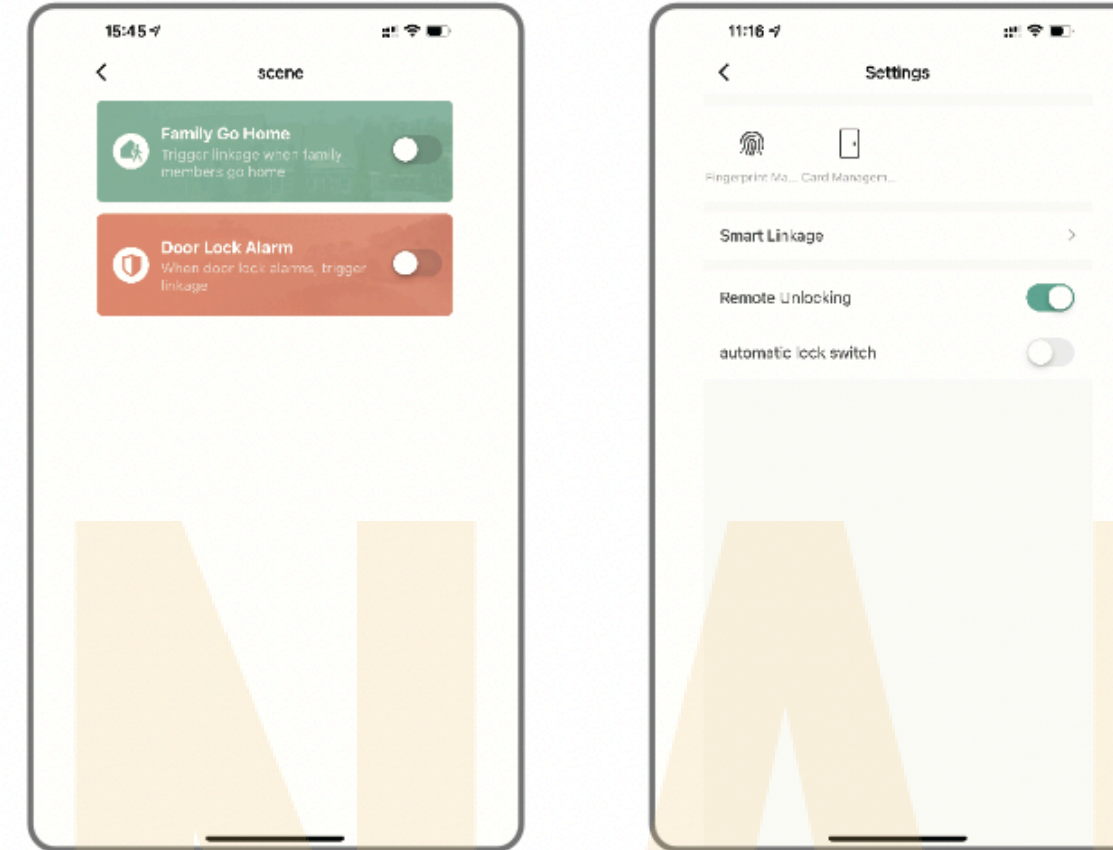 15:45
scene
Family Go Home
Trigger linkage when family
members go home
Door Lock Alarm
When door lock alarms, trigger
linkage
11:16
Settings
Fingerprint Ma... Card Managem...
Smart Linkage
Remote Unlocking
automatic lock switch